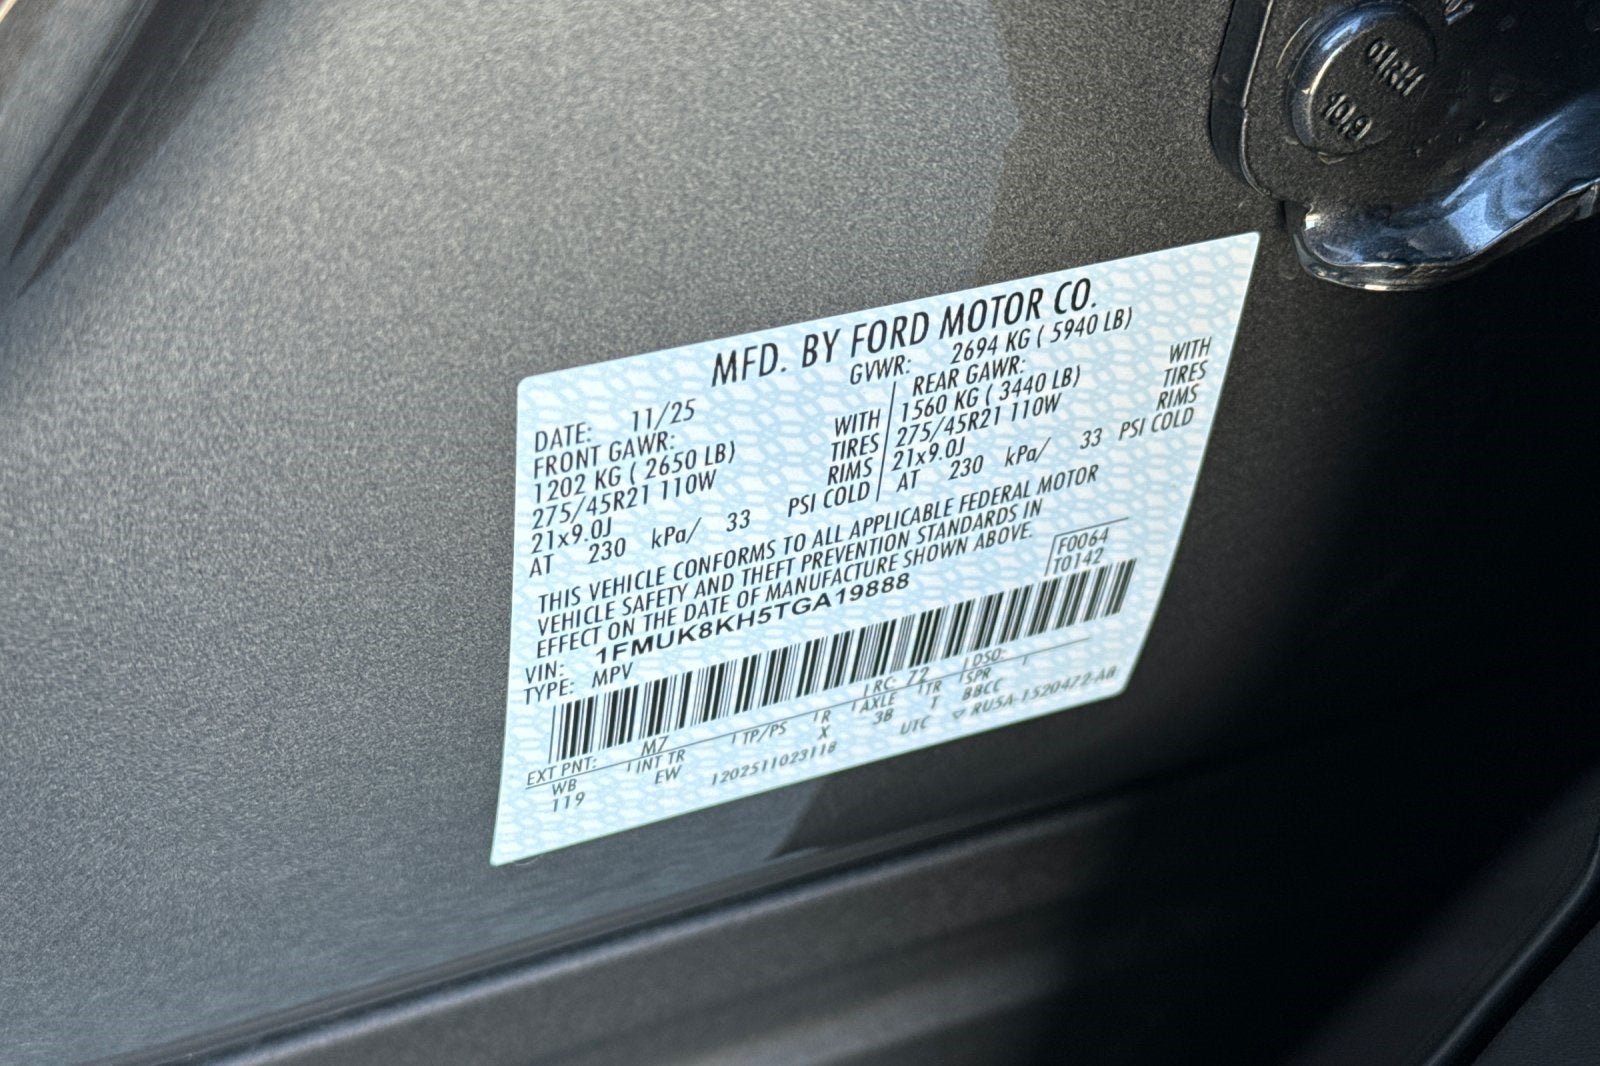 01RH
10.9
MFD. BY FORD MOTOR CO.
DATE: 11/25 GVWR: 2694 KG ( 5940 LB)
FRONT GAWR: REAR GAWR:
1202 KG ( 2650 LB) WITH 1560 KG ( 3440 LB) WITH
275/45R21 110W TIRES 275/45R21 110W TIRES
21x9.0J RIMS 21x9.0J RIMS
AT 230 kPa/ 33 PSI COLD AT 230 kPa/ 33 PSI COLD
THIS VEHICLE CONFORMS TO ALL APPLICABLE FEDERAL MOTOR
VEHICLE SAFETY AND THEFT PREVENTION STANDARDS IN
EFFECT ON THE DATE OF MANUFACTURE SHOWN ABOVE.
F0064
T0142
VIN: 1FMUK8KH5TGA19888
TYPE: MPV
EXT PNT: M7 RC: 72 DSO:
WB INT TR TP/PS R AXLE TR SPR
119 EW X 3B T BBCC
1202511023118 UTC ▽ RU5A-1520472-AB